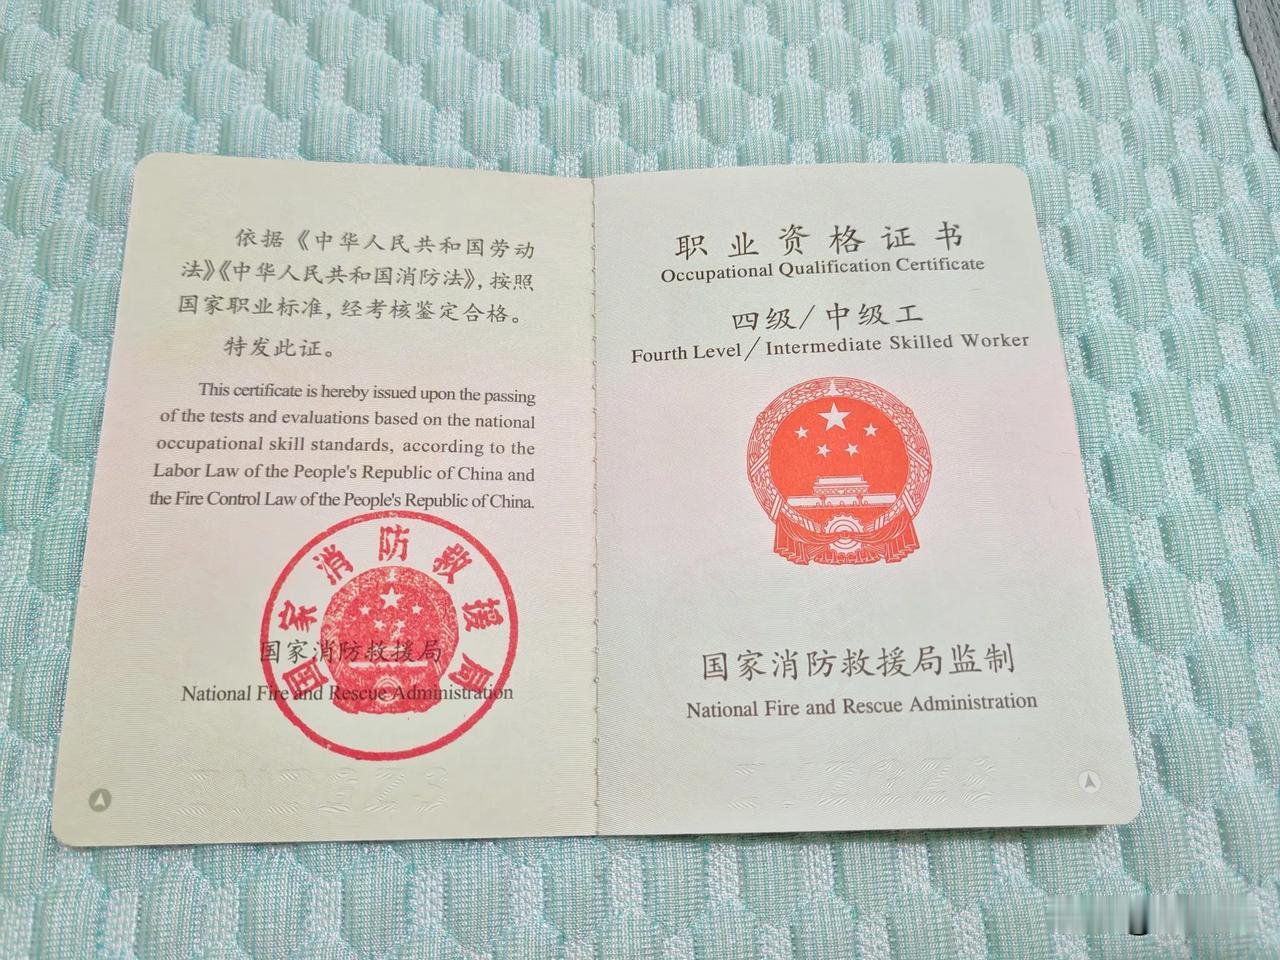 依据《中华人民共和国劳动
法》《中华人民共和国消防法》，按照
国家职业标准，经考核鉴定合格。
特发此证。
This certificate is hereby issued upon the passing
of the tests and evaluations based on the national
occupational skill standards, according to the
Labor Law of the People's Republic of China and
the Fire Control Law of the People's Republic of China.
国家消防救援局
国家消防救援局
National Fire and Rescue Administration
职业资格证书
Occupational Qualification Certificate
四级/中级工
Fourth Level/Intermediate Skilled Worker
国家消防救援局监制
National Fire and Rescue Administration